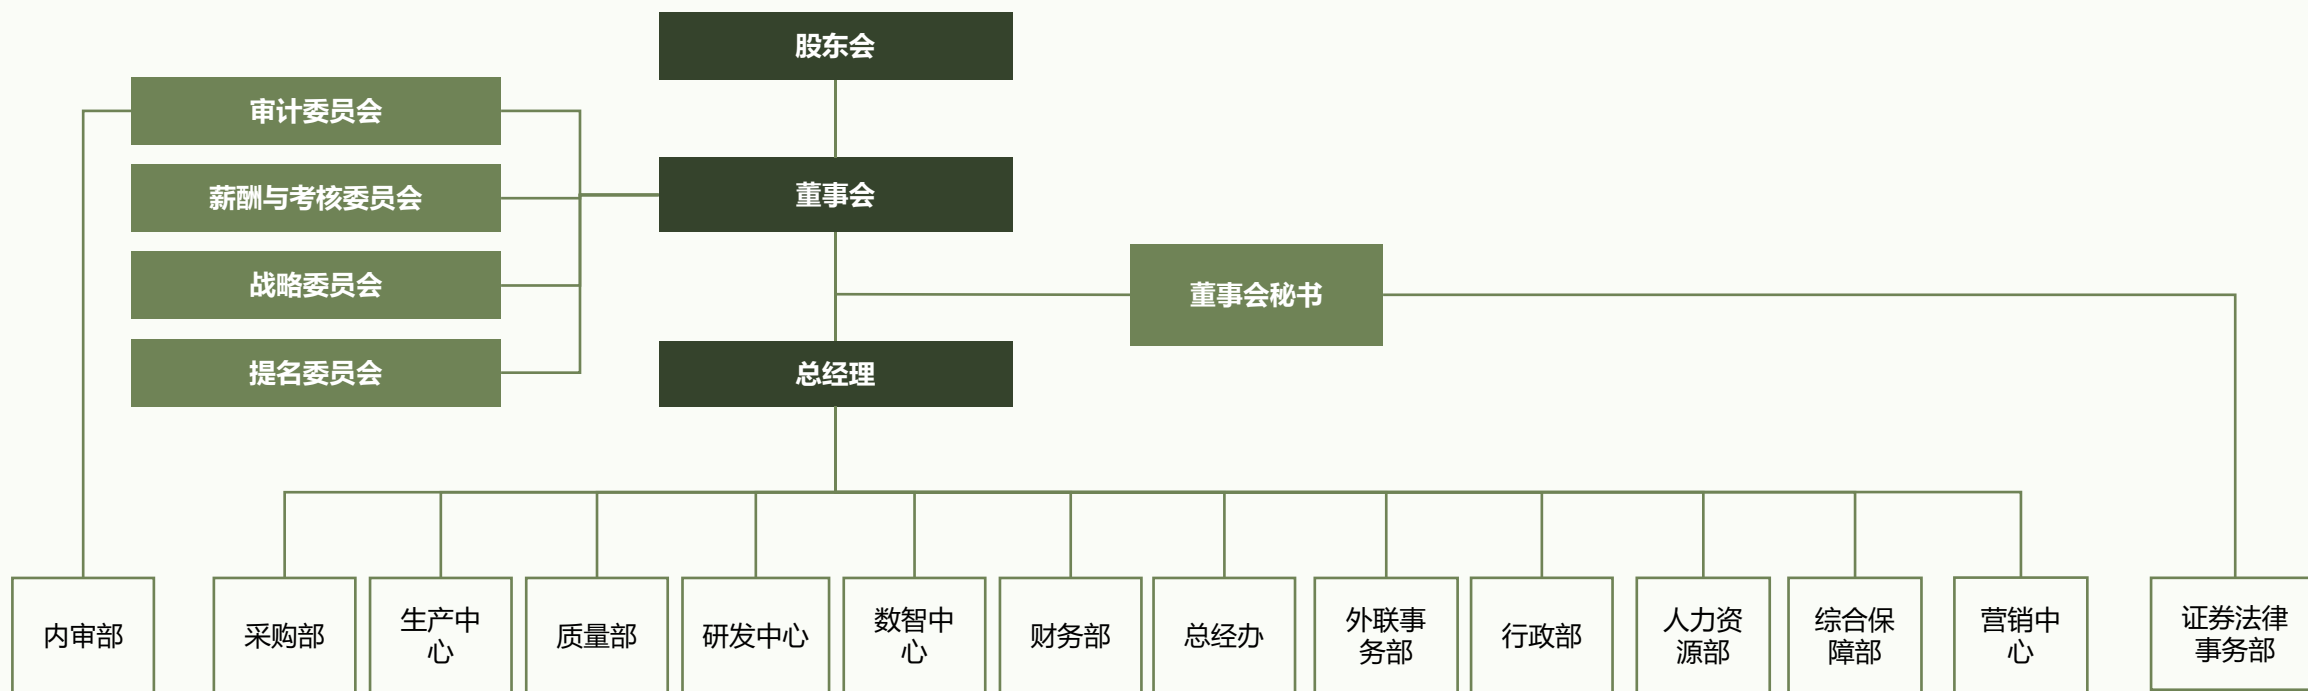 股东会
审计委员会
薪酬与考核委员会
董事会
战略委员会
董事会秘书
提名委员会
总经理
内审部
采购部
生产中
心
质量部
研发中心
数智中
心
财务部
总经办
外联事
务部
行政部
人力资
源部
综合保
障部
营销中
心
证券法律
事务部